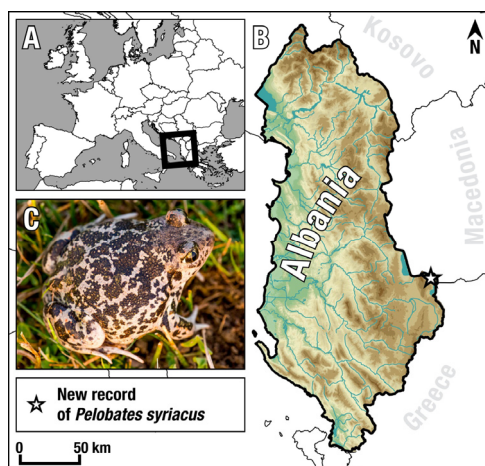 A
B
Kosovo
N
Macedonia
Albania
C
Greece
New record
of Pelobates syriacus
0 50 km